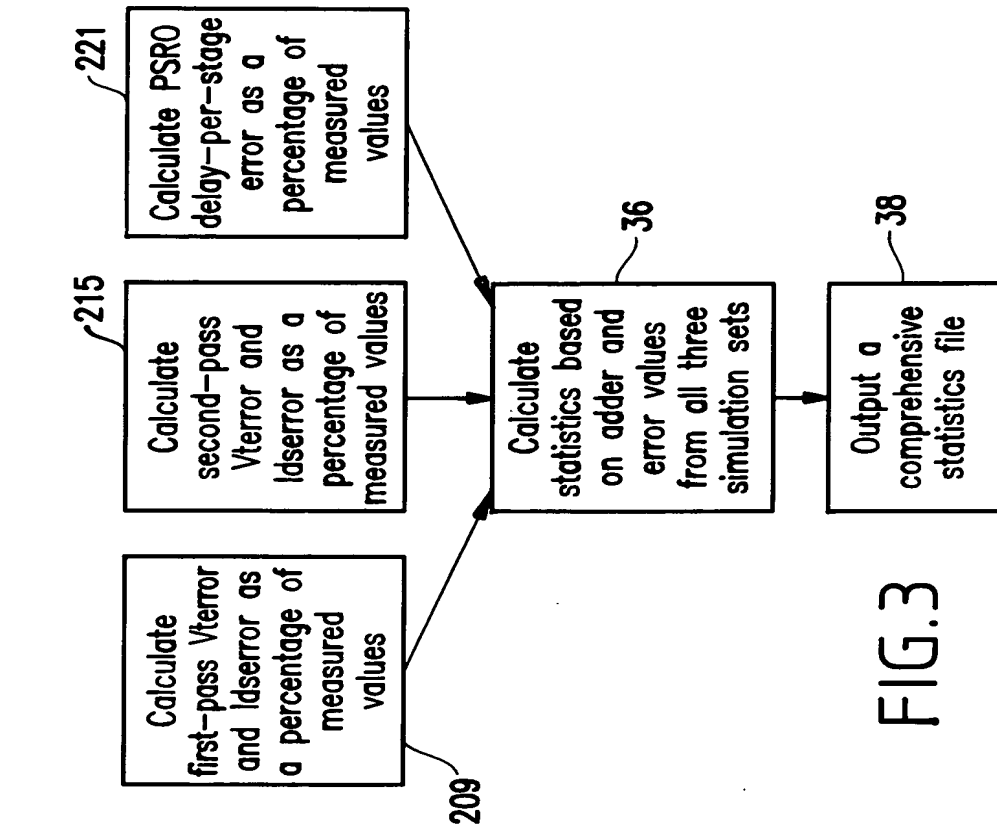 Calculate
first-pass Vterror
and Idserror as
a percentage of
measured
values
209
Calculate
second-pass
Vterror and
Idserror as a
percentage of
measured values
215
Calculate PSRO
delay-per-stage
error as a
percentage of
measured
values
221
Calculate
statistics based
on adder and
error values
from all three
simulation sets
36
Output a
comprehensive
statistics file
38
FIG.3